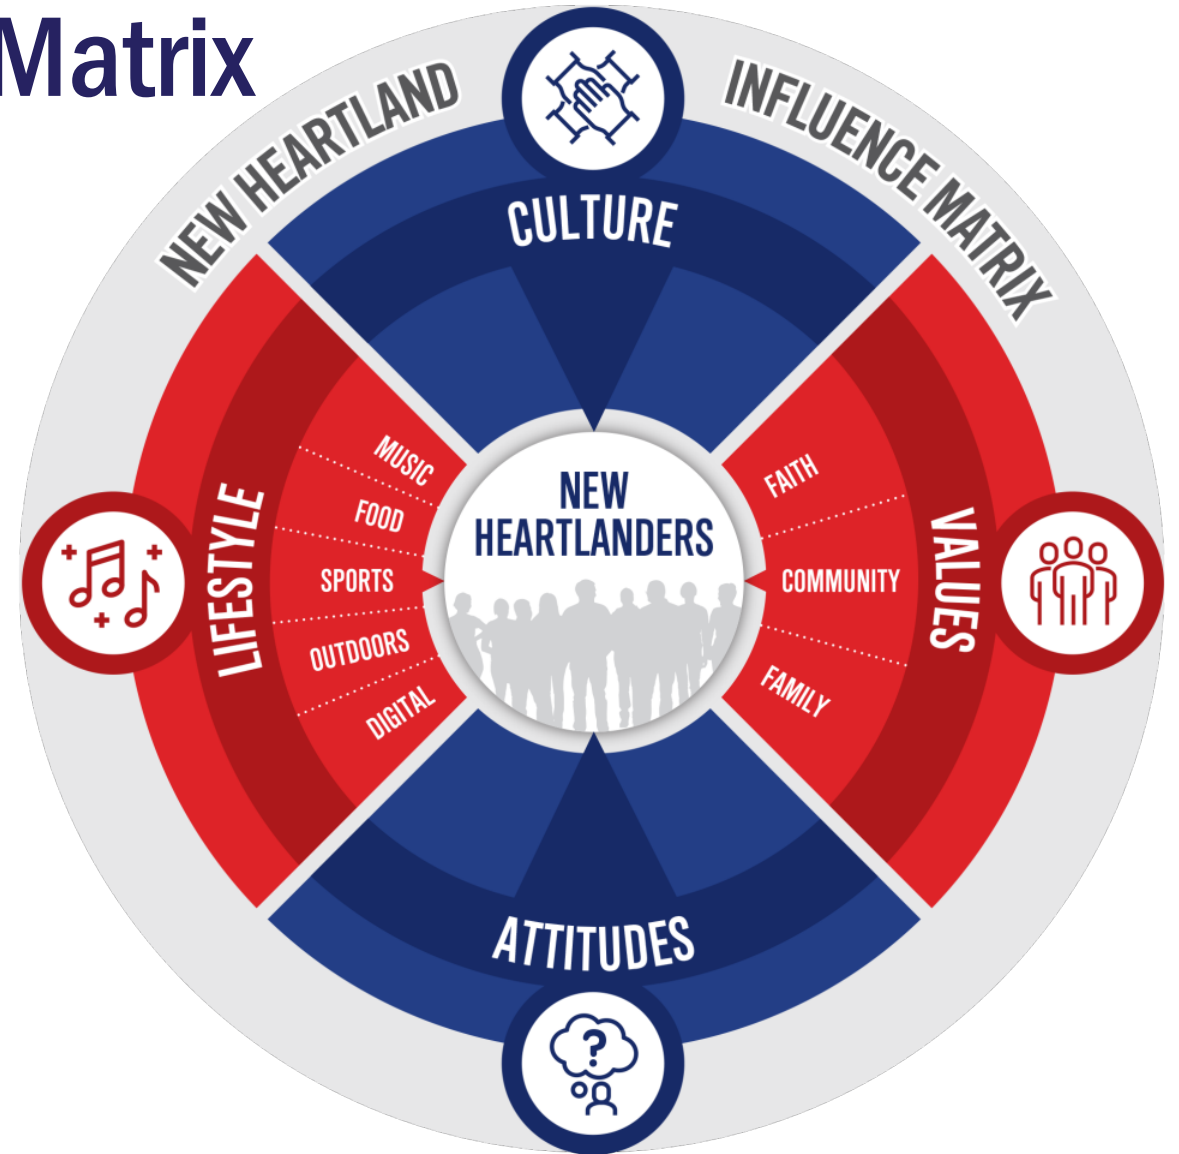 Matrix
NEW HEARTLAND
INFLUENCE MATRIX
CULTURE
LIFESTYLE
MUSIC
FOOD
SPORTS
OUTDOORS
DIGITAL
NEW
HEARTLANDERS
FAITH
COMMUNITY
FAMILY
VALUES
ATTITUDES
?